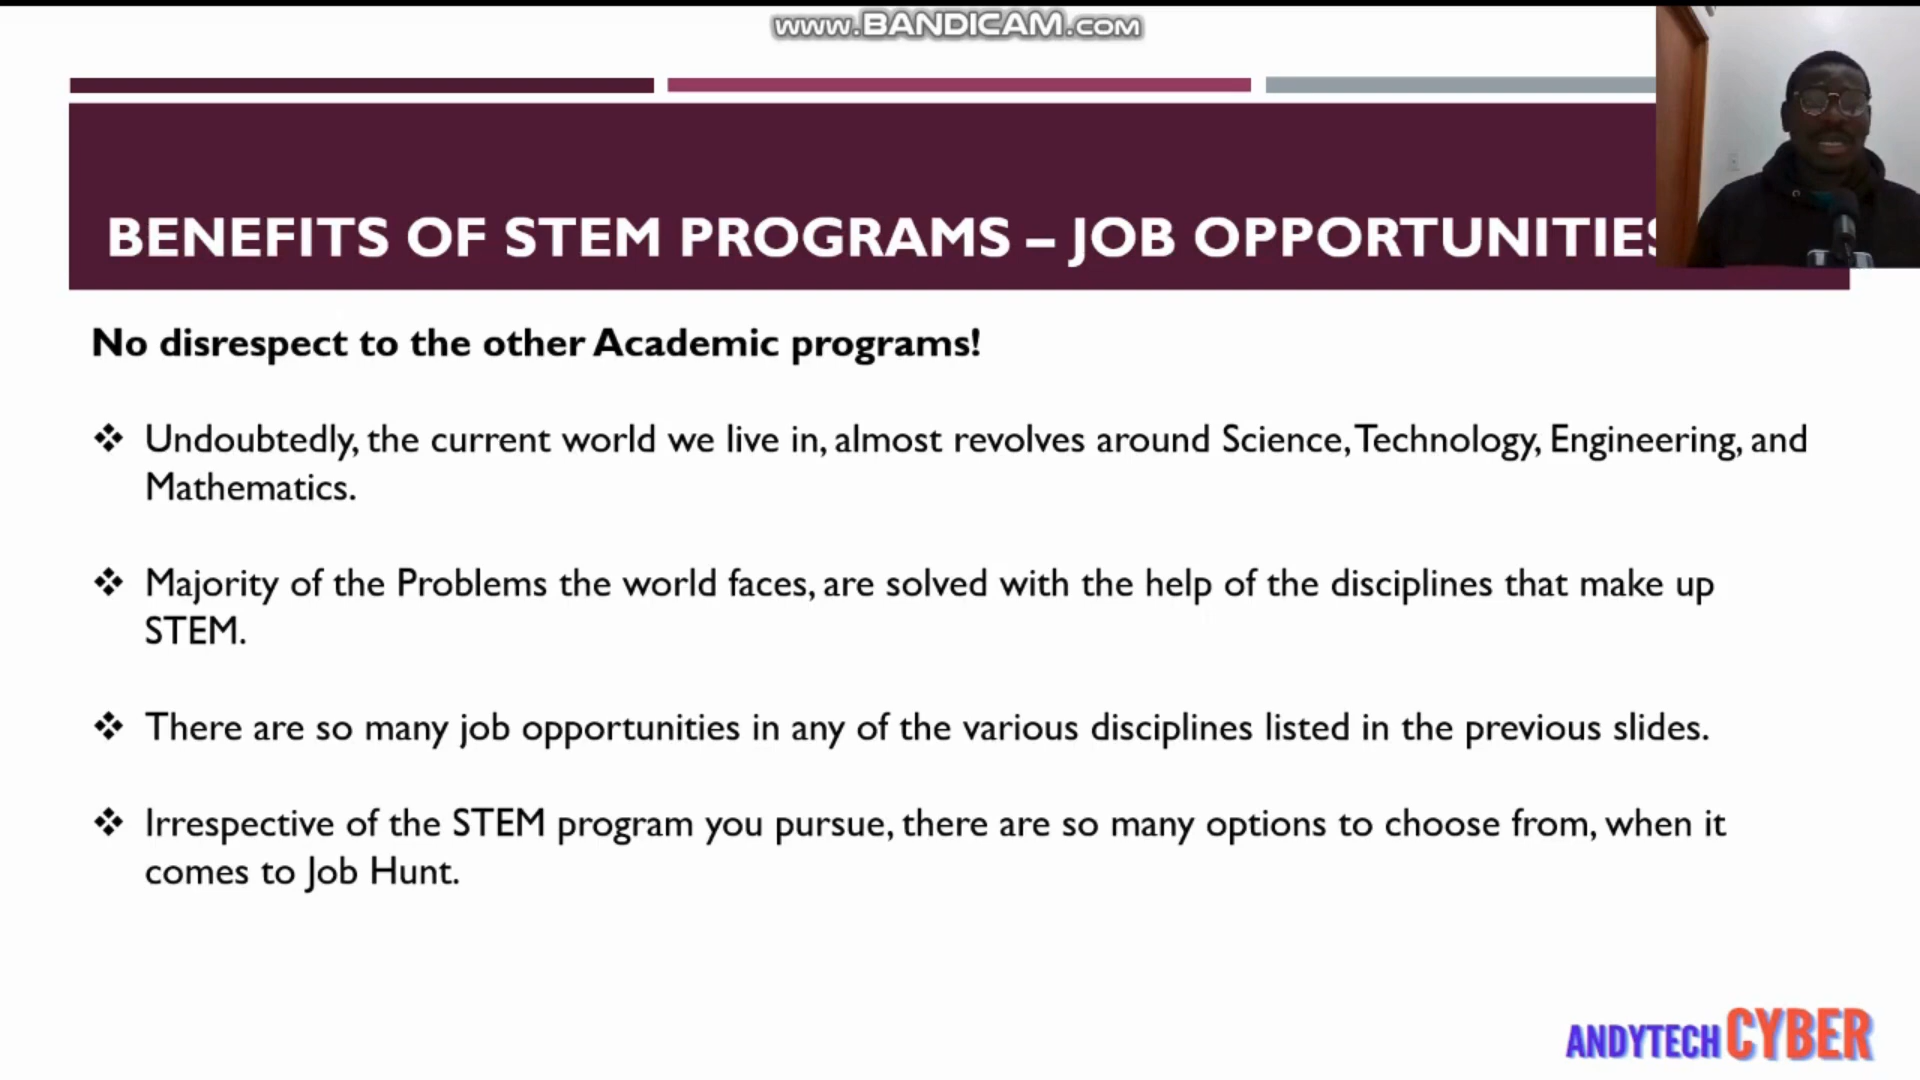 www.BANDICAM.com
BENEFITS OF STEM PROGRAMS – JOB OPPORTUNITIES
No disrespect to the other Academic programs!
❖ Undoubtedly, the current world we live in, almost revolves around Science, Technology, Engineering, and
Mathematics.
❖ Majority of the Problems the world faces, are solved with the help of the disciplines that make up
STEM.
❖ There are so many job opportunities in any of the various disciplines listed in the previous slides.
❖ Irrespective of the STEM program you pursue, there are so many options to choose from, when it
comes to Job Hunt.
ANDYTECH CYBER